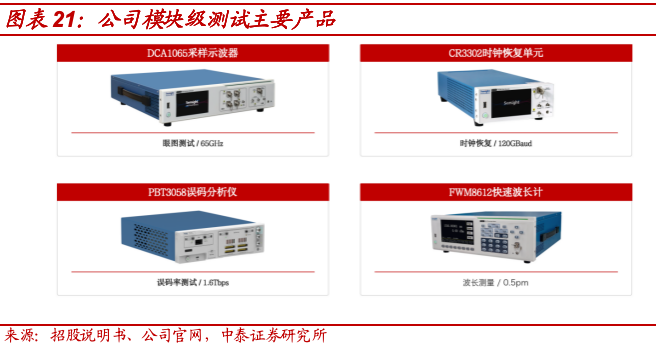 图表 21：公司模块级测试主要产品
DCA1065采样示波器
CR3302时钟恢复单元
Semight
Semight
眼图测试 / 65GHz
时钟恢复 / 120GBaud
PBT3058误码分析仪
FWM8612快速波长计
误码率测试 / 1.6Tbps
波长测量 / 0.5pm
来源：招股说明书、公司官网，中泰证券研究所